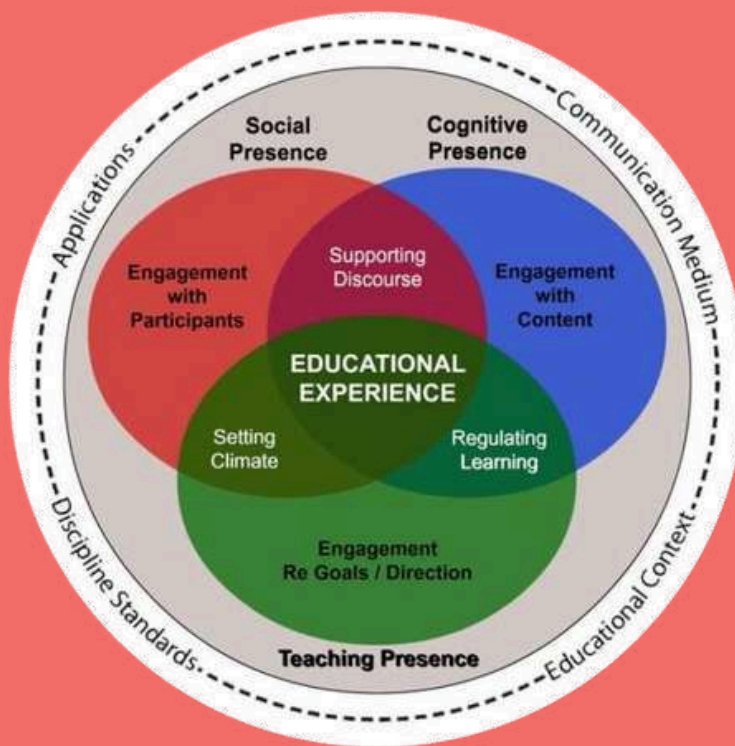 Social
Presence
Cognitive
Presence
Applications
Communication Medium
Engagement
with
Participants
Supporting
Discourse
Engagement
with
Content
EDUCATIONAL
EXPERIENCE
Setting
Climate
Regulating
Learning
Engagement
Re Goals / Direction
Teaching Presence
Discipline Standards
Educational Context